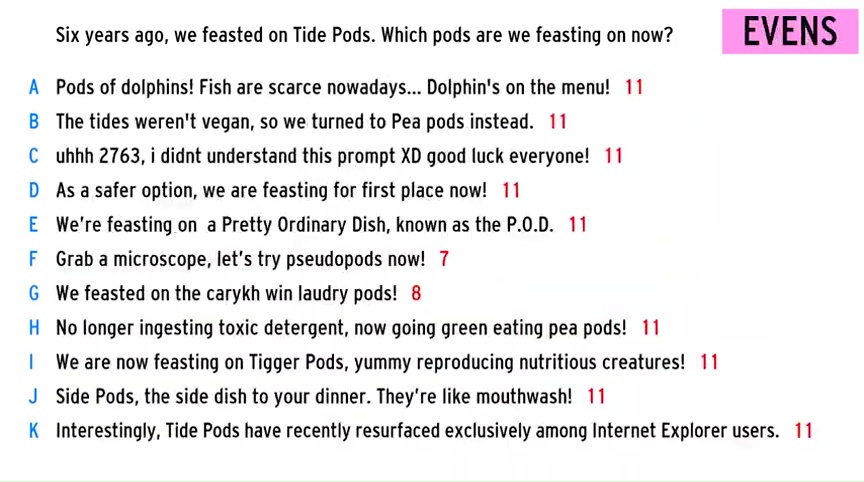 Six years ago, we feasted on Tide Pods. Which pods are we feasting on now?
EVENS
A Pods of dolphins! Fish are scarce nowadays... Dolphin's on the menu! 11
B The tides weren't vegan, so we turned to Pea pods instead. 11
C uhhh 2763, i didnt understand this prompt XD good luck everyone! 11
D As a safer option, we are feasting for first place now! 11
E We're feasting on a Pretty Ordinary Dish, known as the P.O.D. 11
F Grab a microscope, let's try pseudopods now! 7
G We feasted on the carykh win laudry pods! 8
H No longer ingesting toxic detergent, now going green eating pea pods! 11
I We are now feasting on Tigger Pods, yummy reproducing nutritious creatures! 11
J Side Pods, the side dish to your dinner. They're like mouthwash! 11
K Interestingly, Tide Pods have recently resurfaced exclusively among Internet Explorer users. 11